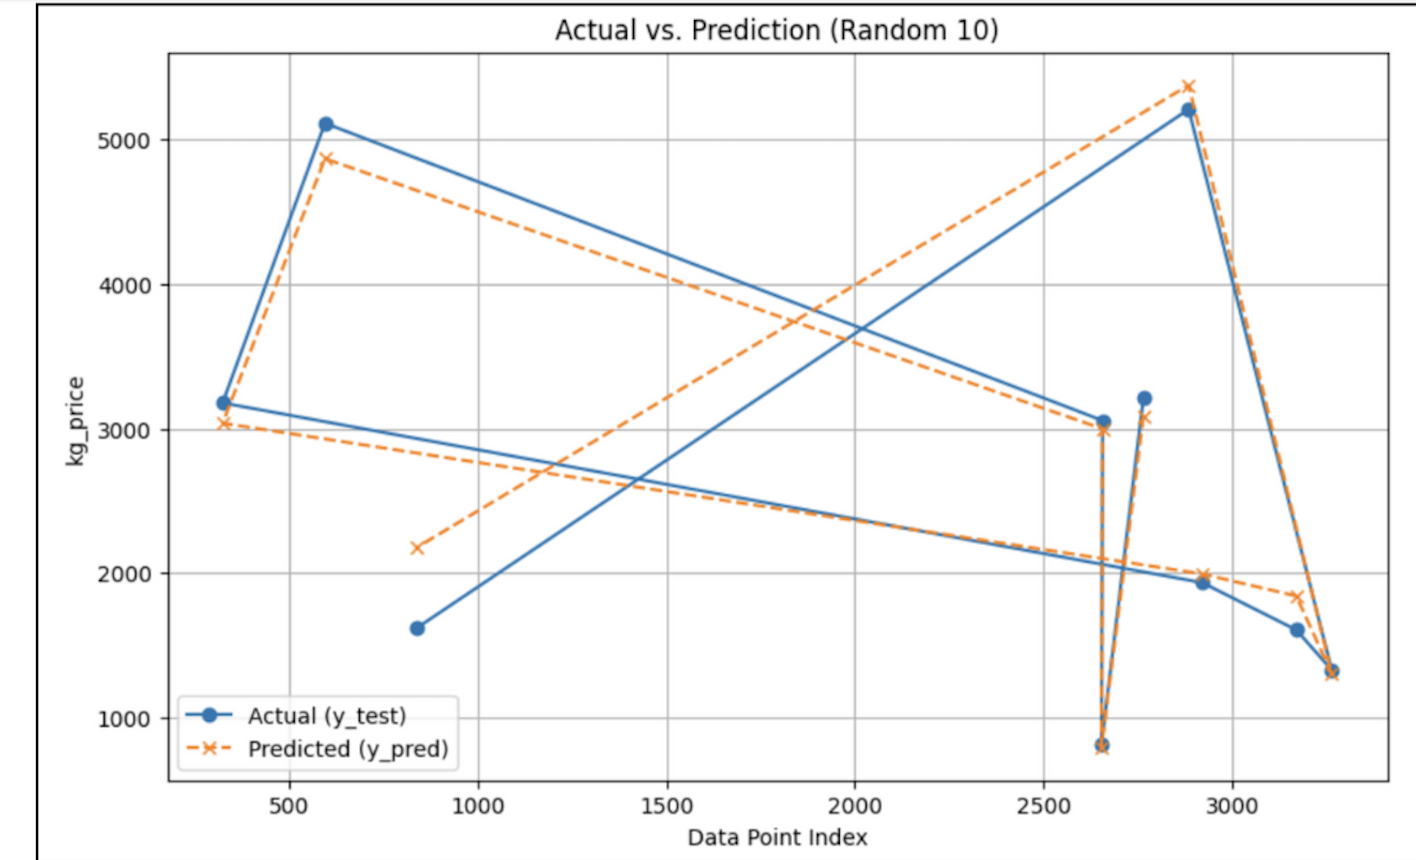 Actual vs. Prediction (Random 10)
5000
4000
3000
2000
1000
kg_price
Actual (y_test)
Predicted (y_pred)
500 1000 1500 2000 2500 3000
Data Point Index